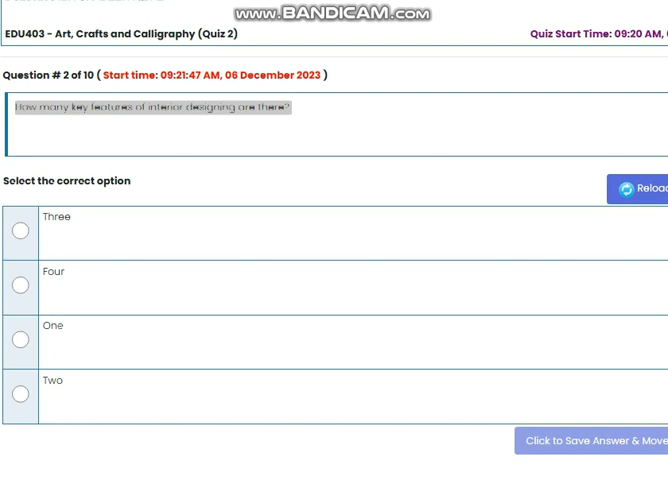 www.BANDICAM.com
EDU403 - Art, Crafts and Calligraphy (Quiz 2)
Quiz Start Time: 09:20 AM,
Question # 2 of 10 ( Start time: 09:21:47 AM, 06 December 2023 )
How many key features of interior designing are there?
Select the correct option
Reload
Three
Four
One
Two
Click to Save Answer & Move